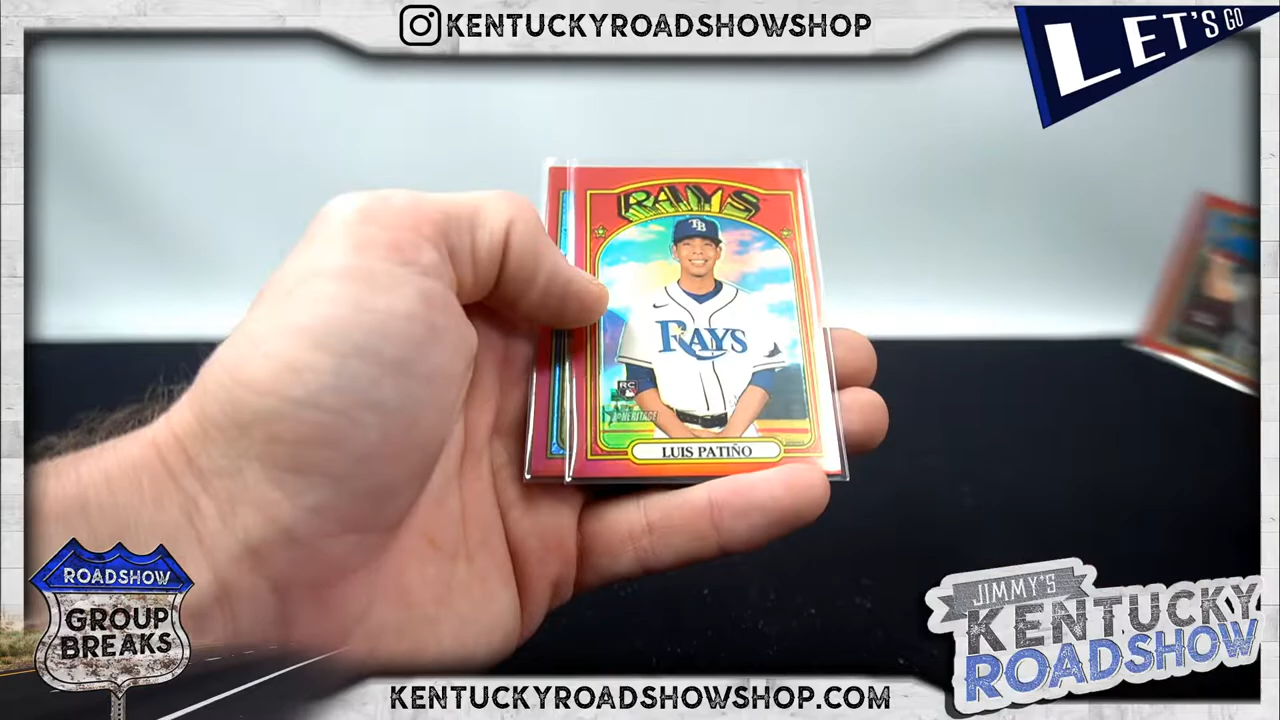 KENTUCKYROADSHOWSHOP
LET'S GO
RAYS
TB
RAYS
RC
HERITAGE
LUIS PATIÑO
ROADSHOW
GROUP
BREAKS
JIMMY'S
KENTUCKY
ROADSHOW
KENTUCKYROADSHOWSHOP.COM